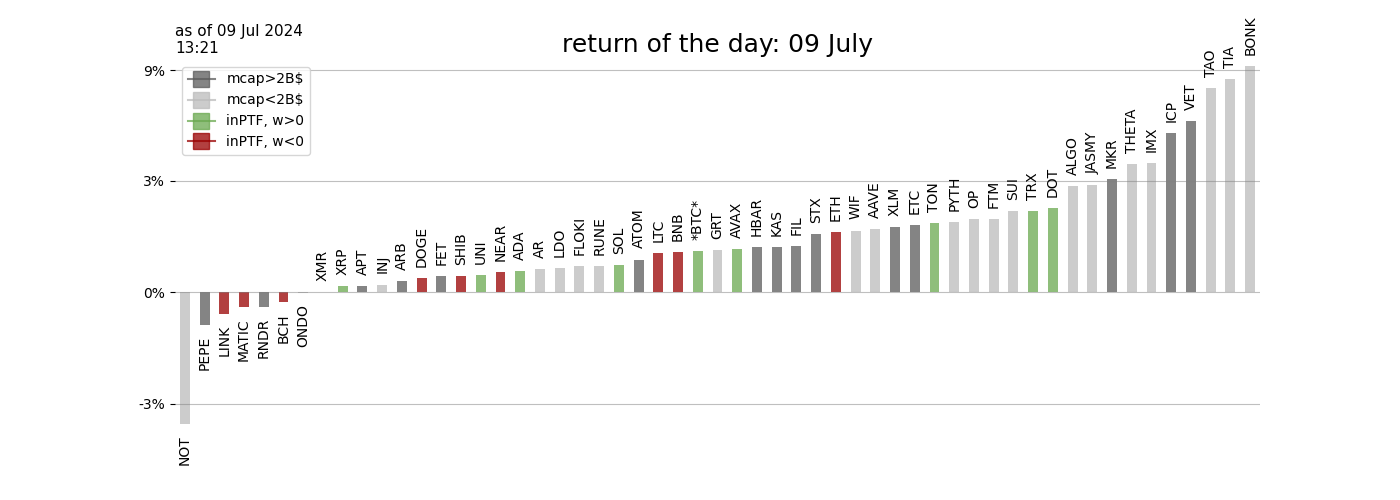 as of 09 Jul 2024
13:21
return of the day: 09 July
mcap>2B$
mcap<2B$
inPTF, w>0
inPTF, w<0
9%
3%
0%
-3%
NOT
PEPE
LINK
MATIC
RNDR
BCH
ONDO
XMR
XRP
APT
INJ
ARB
DOGE
FET
SHIB
UNI
NEAR
ADA
AR
LDO
FLOKI
RUNE
SOL
ATOM
LTC
BNB
*BTC*
GRT
AVAX
HBAR
KAS
FIL
STX
ETH
WIF
AAVE
XLM
ETC
TON
PYTH
OP
FTM
SUI
TRX
DOT
ALGO
JASMY
MKR
THETA
IMX
ICP
VET
TAO
TIA
BONK